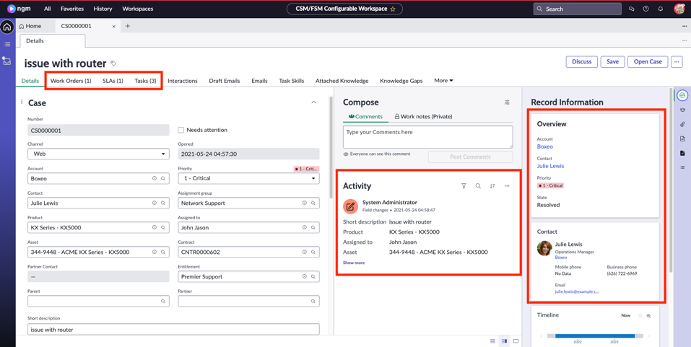 ngm All Favorites History Workspaces CSM/FSM Configurable Workspace Search
Home CS0000001
Details
issue with router
Discuss Save Open Case
Details Work Orders (1) SLAs (1) Tasks (3) Interactions Draft Emails Emails Task Skills Attached Knowledge Knowledge Gaps More
Case
Number
CS0000001
Needs attention
Channel
Web
Opened
2021-05-24 04:57:30
Account
Boxeo
Priority
1 - Crit...
1 - Critical
Contact
Julie Lewis
Assignment group
Network Support
Product
KX Series - KX5000
Assigned to
John Jason
Asset
344-9448 - ACME KX Series - KX5000
Contract
CNTR0000602
Partner Contact
—
Entitlement
Premier Support
Parent
Partner
Short description
issue with router
Compose
Comments Work notes (Private)
Type your Comments here
Everyone can see this comment
Post Comments
Activity
System Administrator
Field changes • 2021-05-24 04:58:47
Short description Issue with router
Product KX Series - KX5000
Assigned to John Jason
Asset 344-9448 - ACME KX Series - KX5000
Show more
Record Information
Overview
Account
Boxeo
Contact
Julie Lewis
Priority
1 - Critical
State
Resolved
Contact
Julie Lewis
Operations Manager
Boxeo
Mobile phone Business phone
No Data (626) 722-6969
Email
julie.lewis@example.c...
Timeline
Now